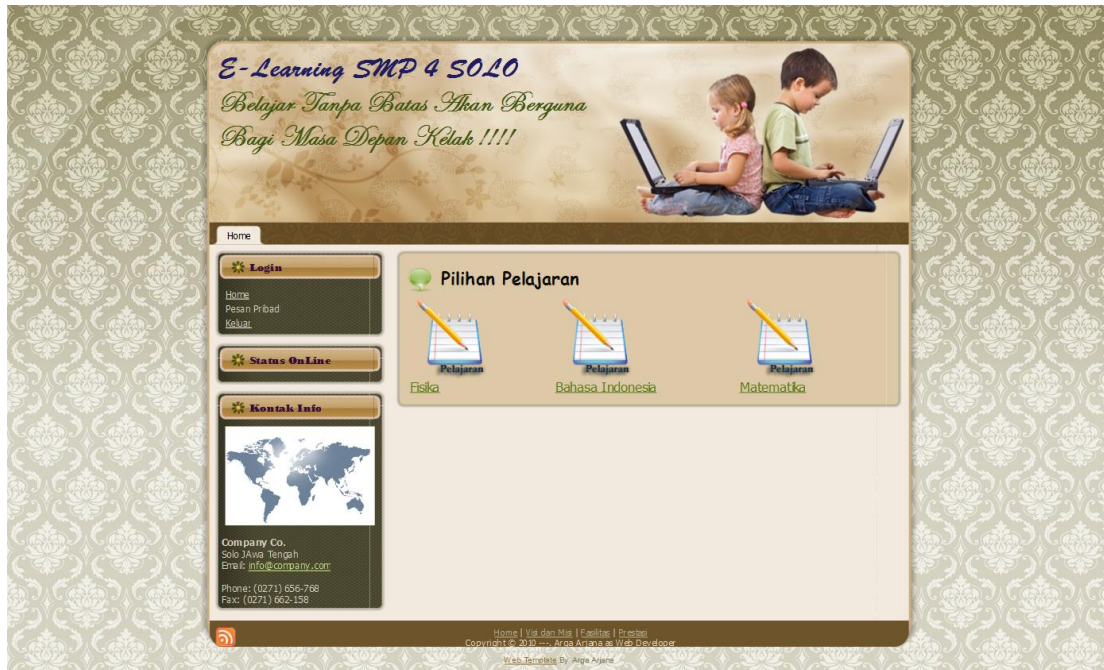 E-Learning SMP 4 SOLO
Belajar Tanpa Batas Akan Berguna
Bagi Masa Depan Kelak !!!!
Home
Login
Home
Pesan Pribad
Keluar
Status OnLine
Kontak Info
Company Co.
Solo JAwa Tengah
Email: info@company.com
Phone: (0271) 656-768
Fax: (0271) 662-158
Pilihan Pelajaran
Pelajaran Pelajaran Pelajaran
Fisika Bahasa Indonesia Matematika
Home | Visi dan Misi | Fasilitas | Prestasi
Copyright © 2010 ---. Arga Arjana as Web Developer
Web Template By Arga Arjana